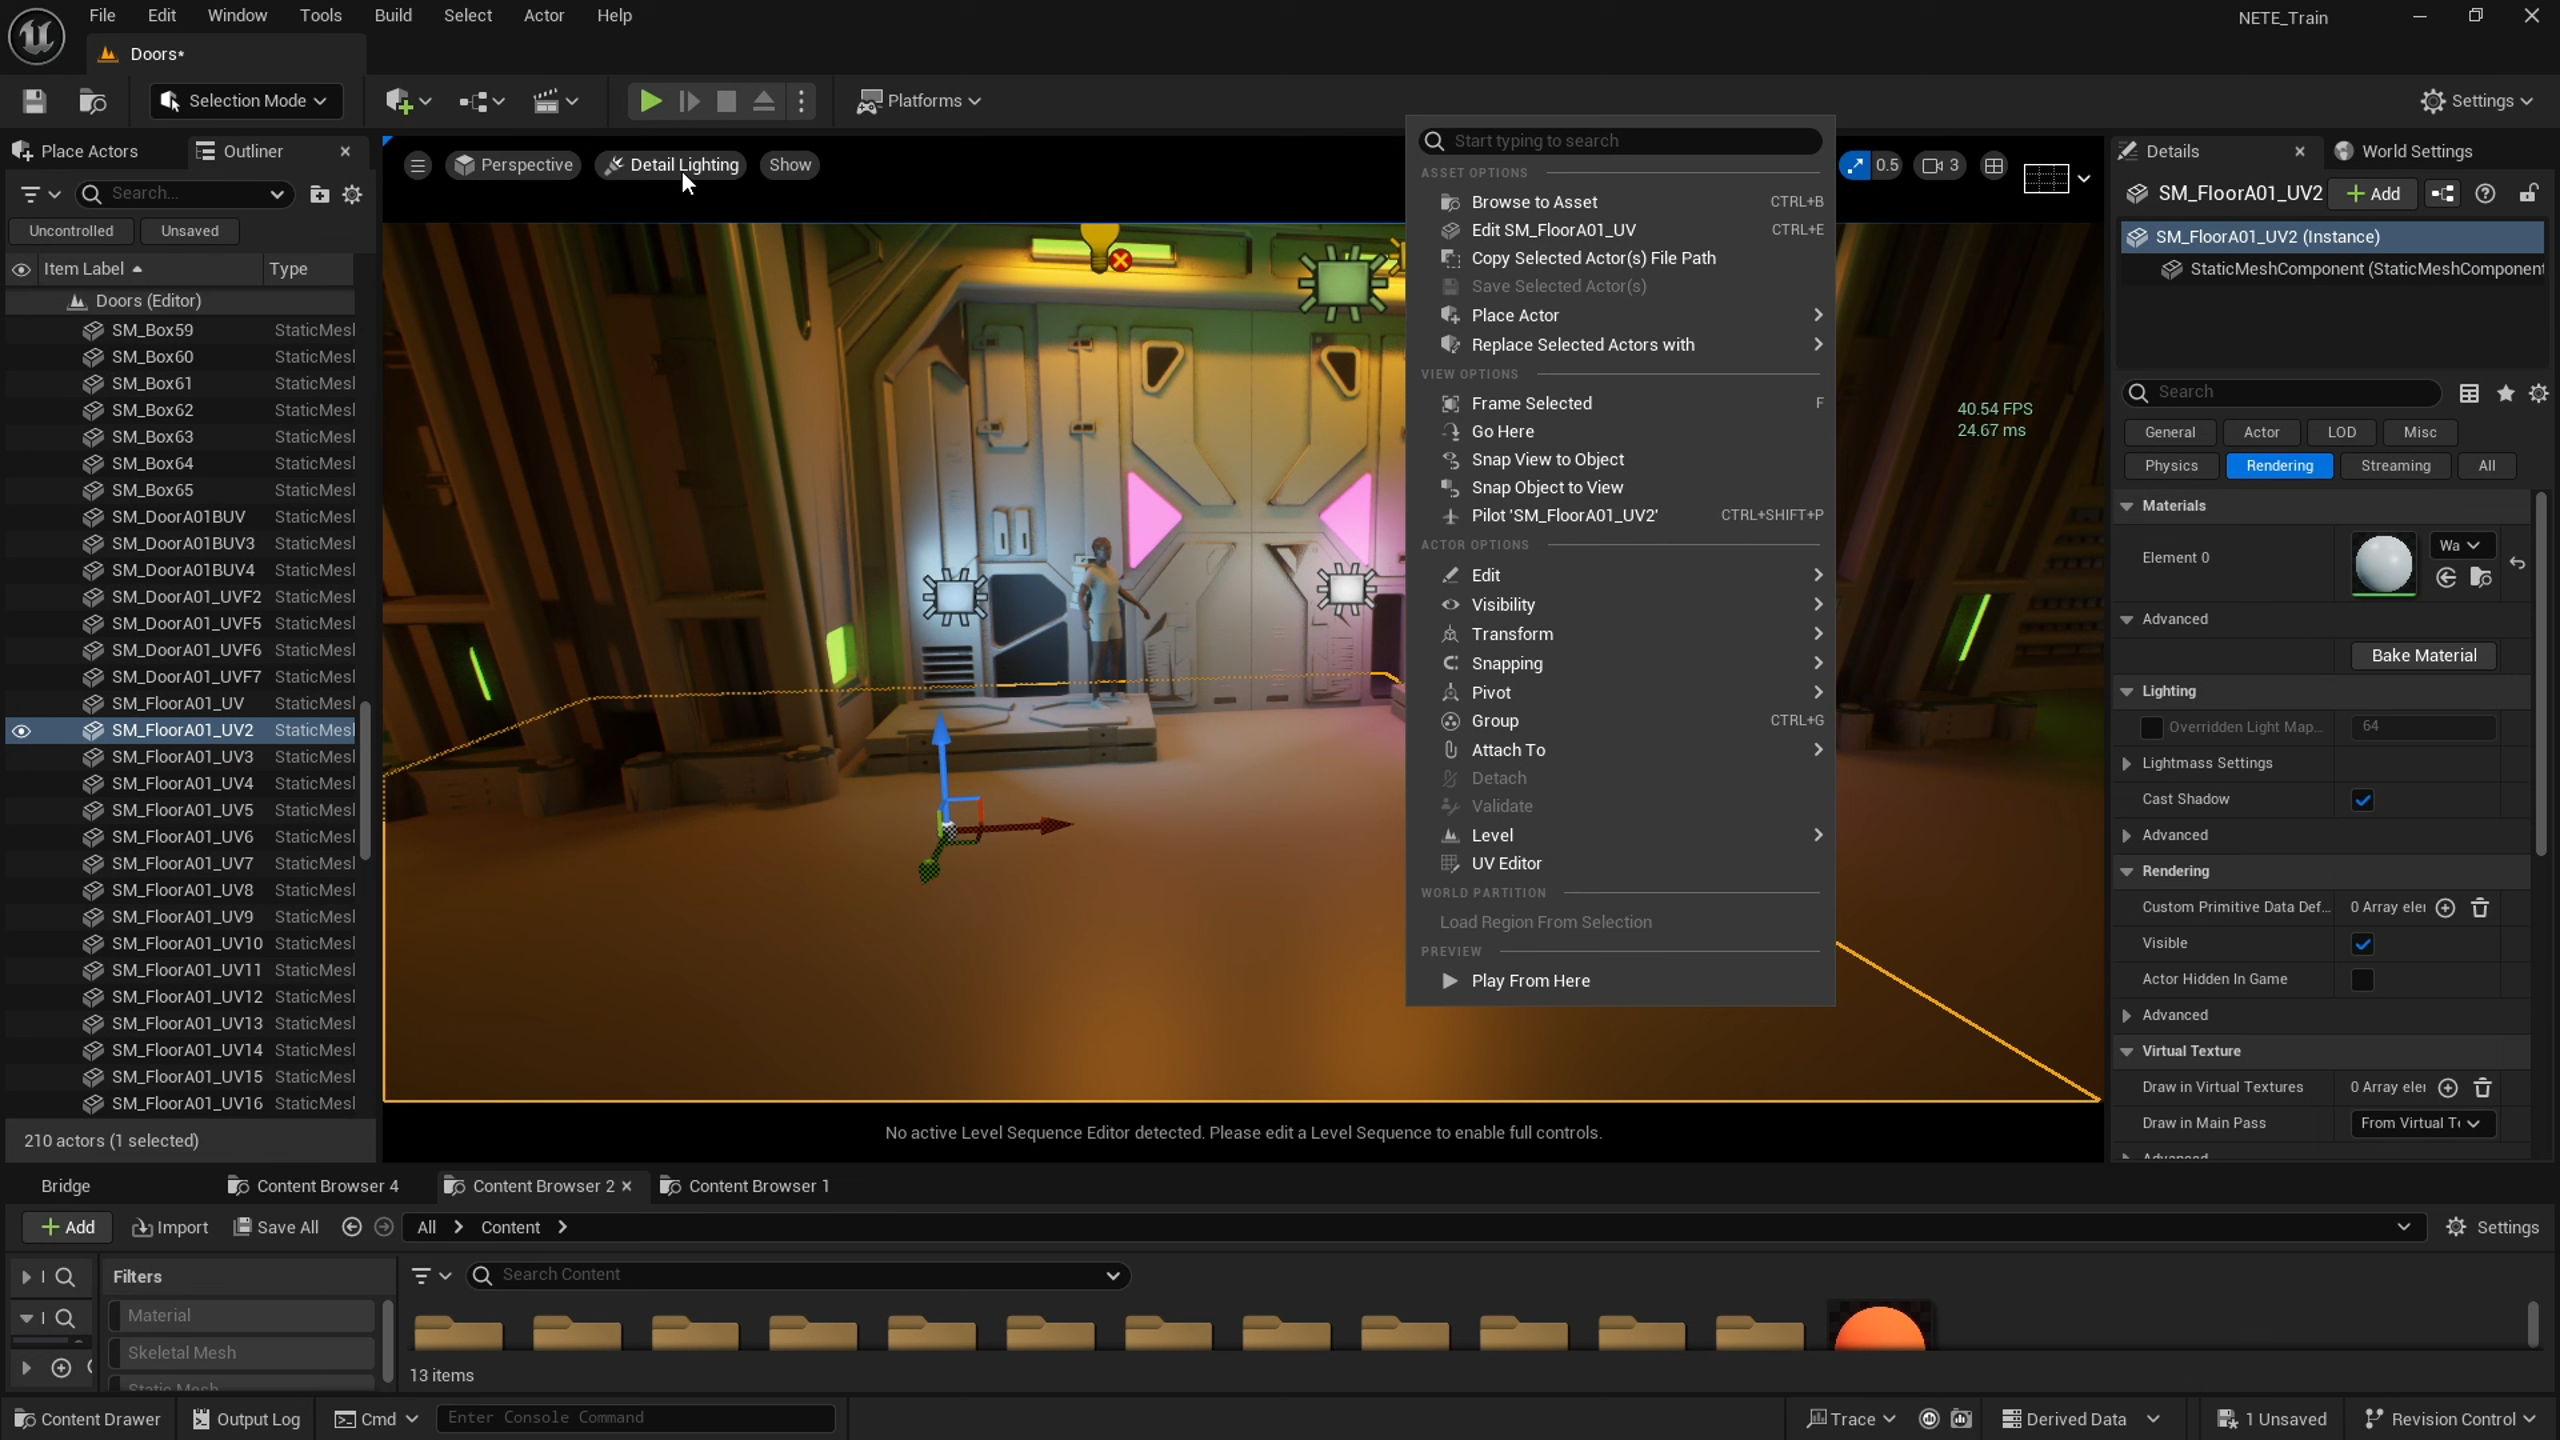 File Edit Window Tools Build Select Actor Help
NETE_Train
Doors*
Selection Mode
Platforms
Settings
Place Actors
Outliner
Search...
Uncontrolled
Unsaved
Item Label
Type
Doors (Editor)
SM_Box59 StaticMesl
SM_Box60 StaticMesl
SM_Box61 StaticMesl
SM_Box62 StaticMesl
SM_Box63 StaticMesl
SM_Box64 StaticMesl
SM_Box65 StaticMesl
SM_DoorA01BUV StaticMesl
SM_DoorA01BUV3 StaticMesl
SM_DoorA01BUV4 StaticMesl
SM_DoorA01_UVF2 StaticMesl
SM_DoorA01_UVF5 StaticMesl
SM_DoorA01_UVF6 StaticMesl
SM_DoorA01_UVF7 StaticMesl
SM_FloorA01_UV StaticMesl
SM_FloorA01_UV2 StaticMesl
SM_FloorA01_UV3 StaticMesl
SM_FloorA01_UV4 StaticMesl
SM_FloorA01_UV5 StaticMesl
SM_FloorA01_UV6 StaticMesl
SM_FloorA01_UV7 StaticMesl
SM_FloorA01_UV8 StaticMesl
SM_FloorA01_UV9 StaticMesl
SM_FloorA01_UV10 StaticMesl
SM_FloorA01_UV11 StaticMesl
SM_FloorA01_UV12 StaticMesl
SM_FloorA01_UV13 StaticMesl
SM_FloorA01_UV14 StaticMesl
SM_FloorA01_UV15 StaticMesl
SM_FloorA01_UV16 StaticMesl
210 actors (1 selected)
Perspective
Detail Lighting
Show
0.5
3
40.54 FPS
24.67 ms
No active Level Sequence Editor detected. Please edit a Level Sequence to enable full controls.
Start typing to search
ASSET OPTIONS
Browse to Asset CTRL+B
Edit SM_FloorA01_UV CTRL+E
Copy Selected Actor(s) File Path
Save Selected Actor(s)
Place Actor
Replace Selected Actors with
VIEW OPTIONS
Frame Selected F
Go Here
Snap View to Object
Snap Object to View
Pilot 'SM_FloorA01_UV2' CTRL+SHIFT+P
ACTOR OPTIONS
Edit
Visibility
Transform
Snapping
Pivot
Group CTRL+G
Attach To
Detach
Validate
Level
UV Editor
WORLD PARTITION
Load Region From Selection
PREVIEW
Play From Here
Details
World Settings
SM_FloorA01_UV2
Add
SM_FloorA01_UV2 (Instance)
StaticMeshComponent (StaticMeshComponent
Search
General Actor LOD Misc
Physics Rendering Streaming All
Materials
Element 0
Wa
Advanced
Bake Material
Lighting
Overridden Light Map... 64
Lightmass Settings
Cast Shadow
Advanced
Rendering
Custom Primitive Data Def... 0 Array eler
Visible
Actor Hidden In Game
Advanced
Virtual Texture
Draw in Virtual Textures 0 Array eler
Draw in Main Pass From Virtual Te
Advanced
Bridge
Content Browser 4
Content Browser 2
Content Browser 1
Add
Import
Save All
All
Content
Settings
Filters
Material
Skeletal Mesh
Static Mesh
Search Content
13 items
Content Drawer
Output Log
Cmd
Enter Console Command
Trace
Derived Data
1 Unsaved
Revision Control